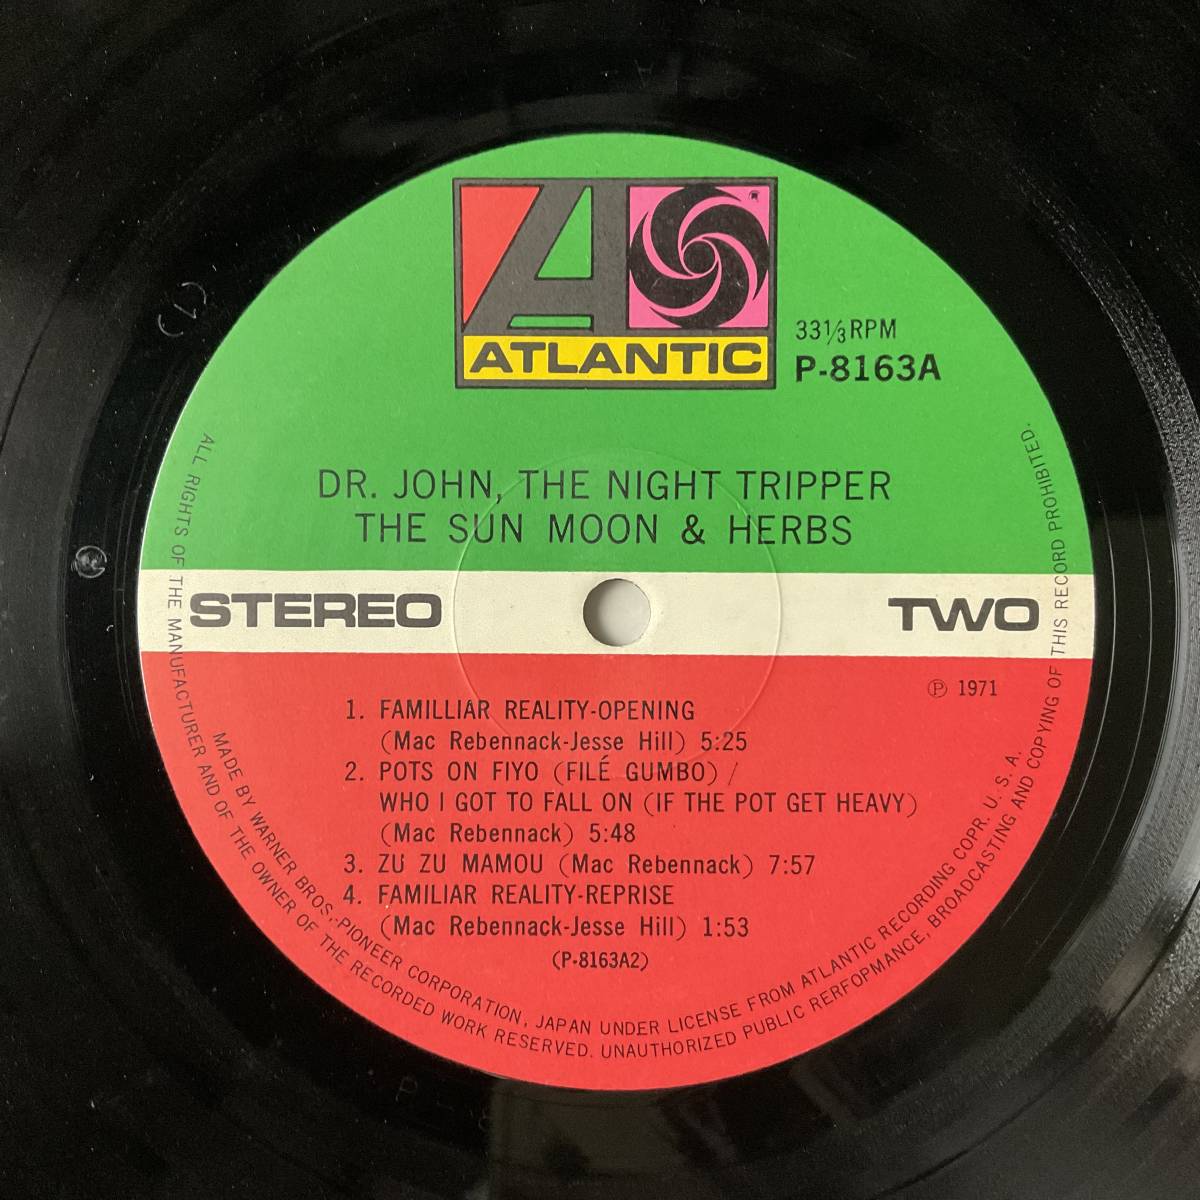 ATLANTIC
33⅓ RPM
P-8163A
DR. JOHN, THE NIGHT TRIPPER
THE SUN MOON & HERBS
STEREO
TWO
Ⓟ 1971
1. FAMILLIAR REALITY-OPENING
(Mac Rebennack-Jesse Hill) 5:25
2. POTS ON FIYO (FILÉ GUMBO) /
WHO I GOT TO FALL ON (IF THE POT GET HEAVY)
(Mac Rebennack) 5:48
3. ZU ZU MAMOU (Mac Rebennack) 7:57
4. FAMILIAR REALITY-REPRISE
(Mac Rebennack-Jesse Hill) 1:53
(P-8163A2)
MADE BY WARNER BROS.-PIONEER CORPORATION, JAPAN UNDER LICENSE FROM ATLANTIC RECORDING COPR. U. S. A.
ALL RIGHTS OF THE MANUFACTURER AND OF THE OWNER OF THE RECORDED WORK RESERVED. UNAUTHORIZED PUBLIC RERFOPMANCE, BROADCASTING AND COPYING OF THIS RECORD PROHIBITED.